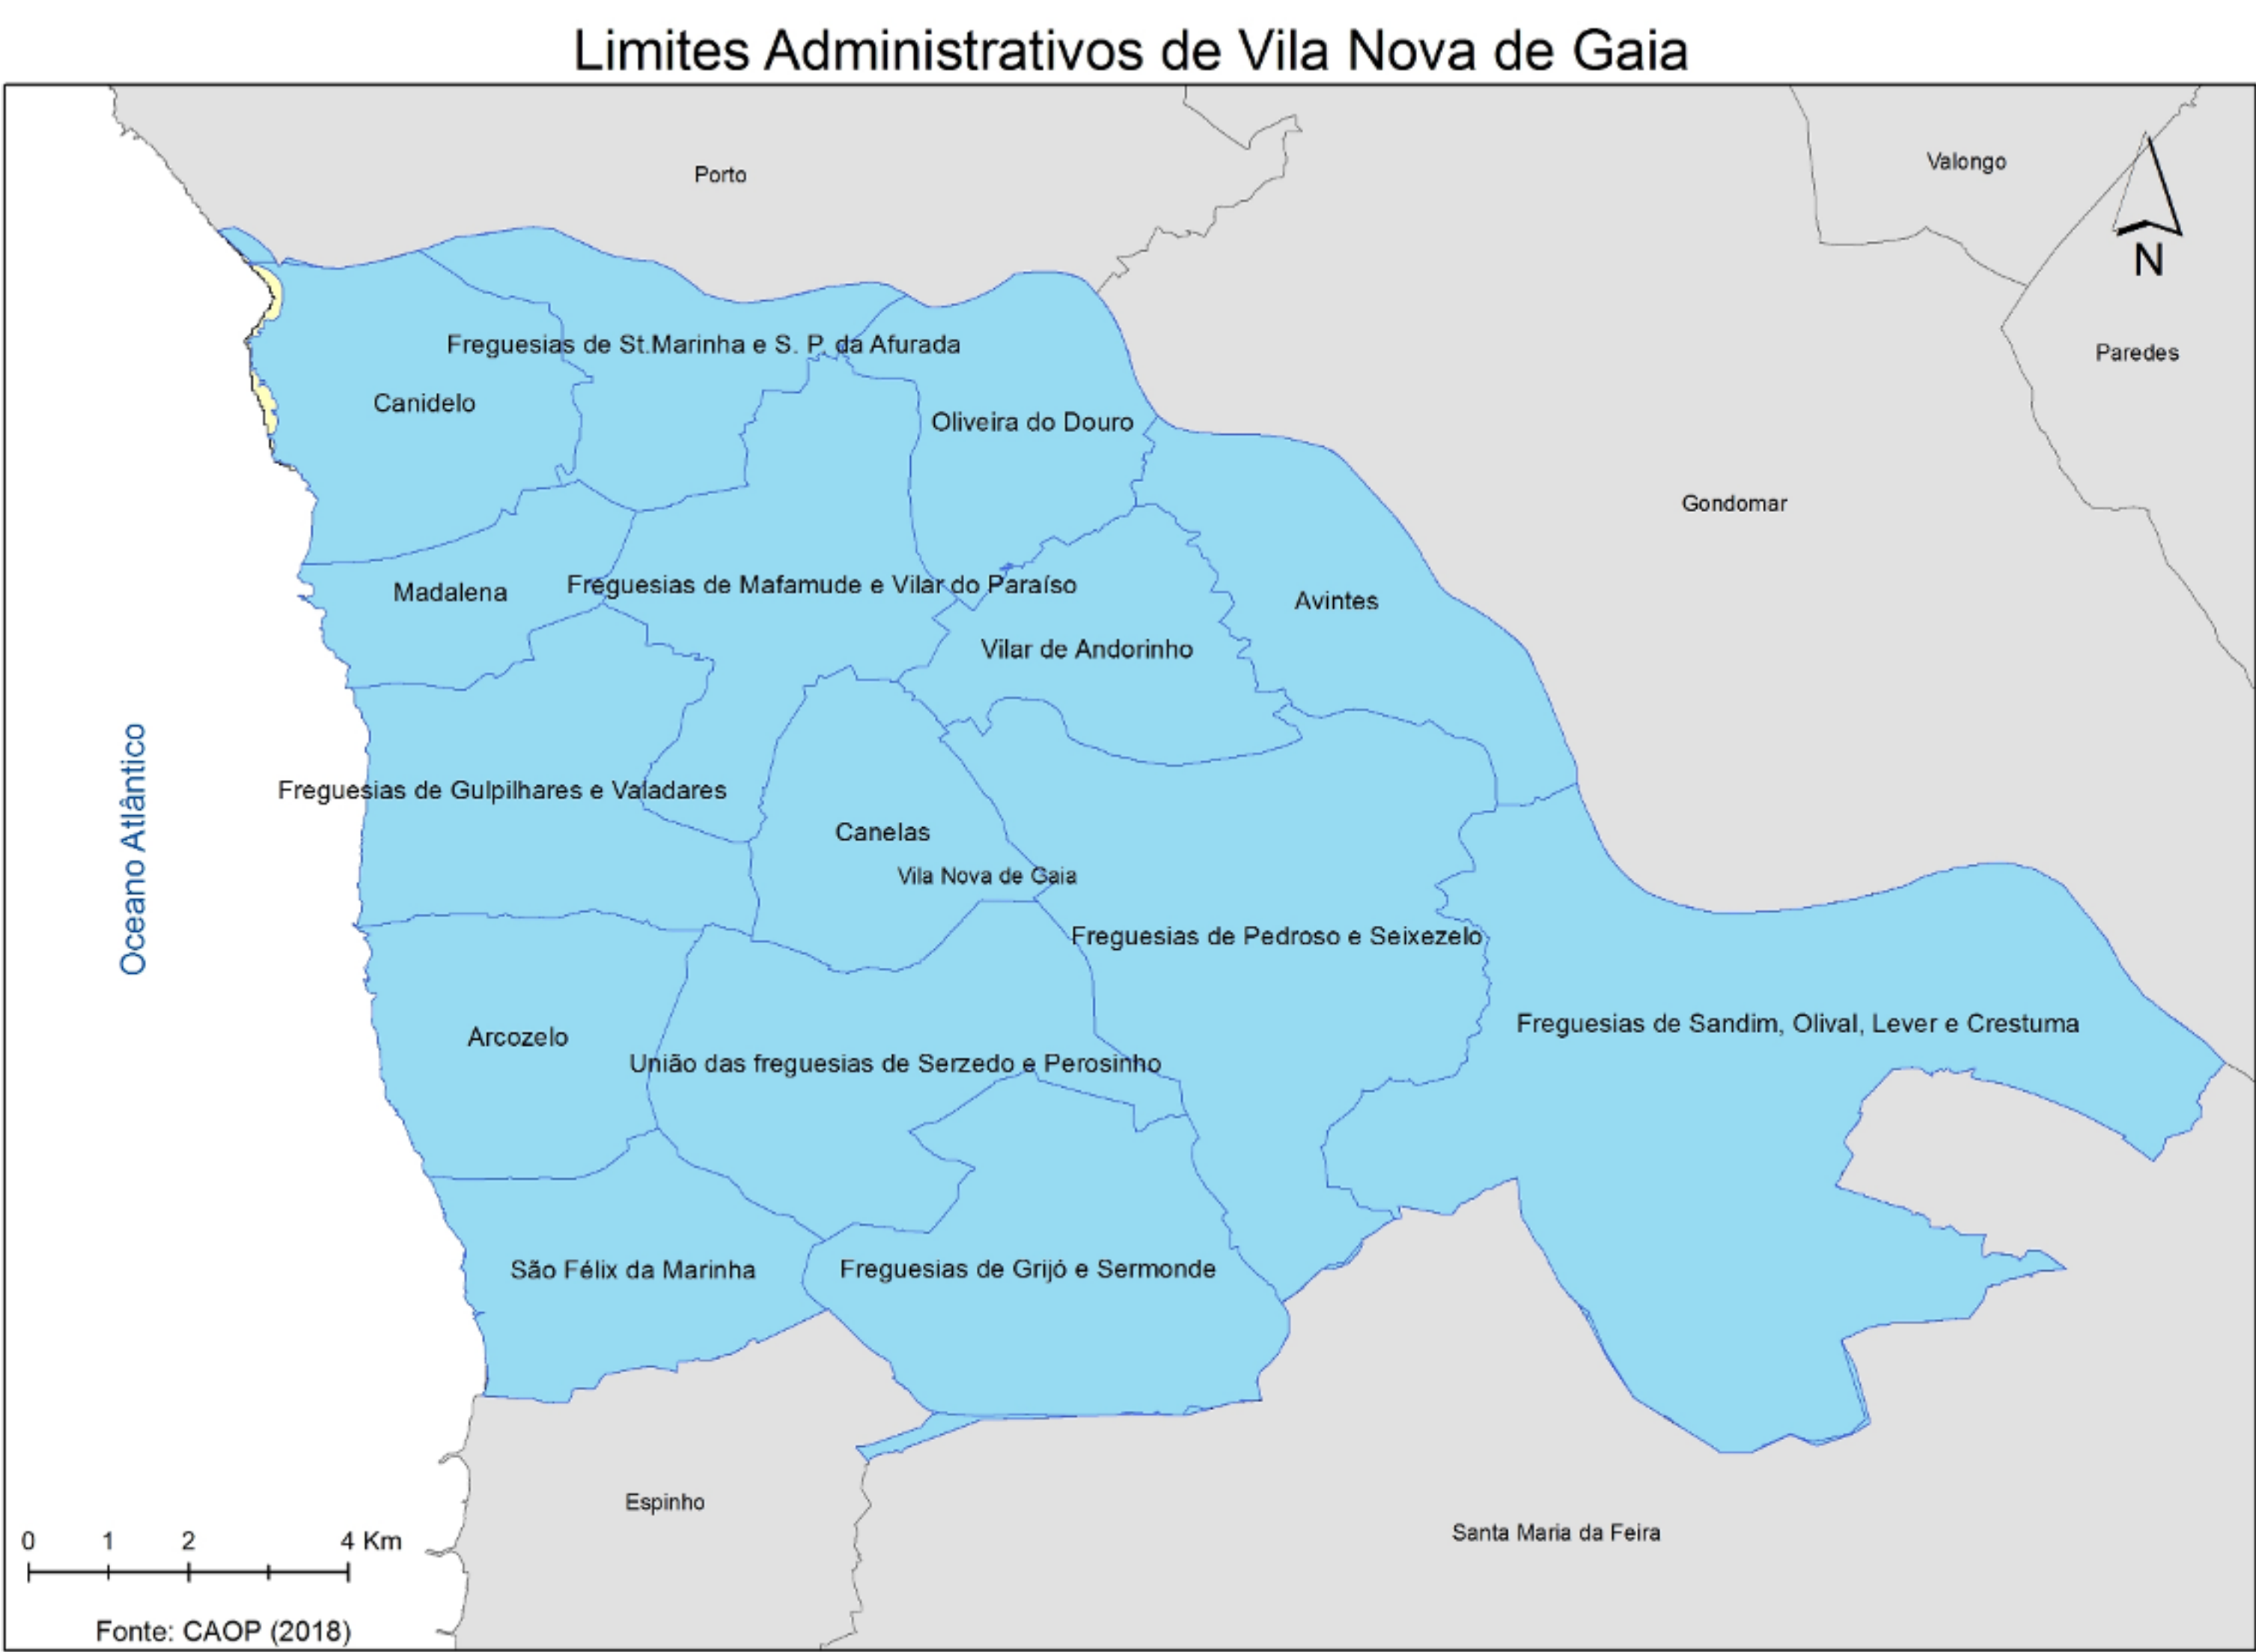 Limites Administrativos de Vila Nova de Gaia
Porto
Valongo
N
Freguesias de St.Marinha e S. P. da Afurada
Paredes
Canidelo
Oliveira do Douro
Gondomar
Madalena
Freguesias de Mafamude e Vilar do Paraíso
Avintes
Vilar de Andorinho
Oceano Atlântico
Freguesias de Gulpilhares e Valadares
Canelas
Vila Nova de Gaia
Freguesias de Pedroso e Seixezelo
Freguesias de Sandim, Olival, Lever e Crestuma
Arcozelo
União das freguesias de Serzedo e Perosinho
São Félix da Marinha
Freguesias de Grijó e Sermonde
Espinho
Santa Maria da Feira
0 1 2 4 Km
Fonte: CAOP (2018)